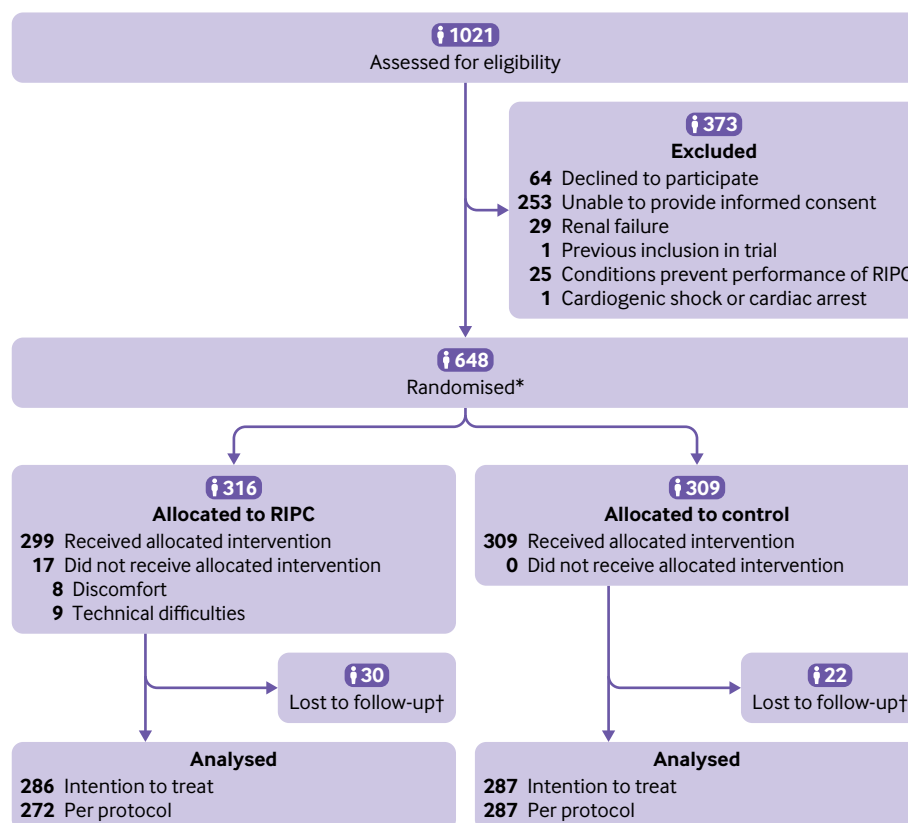 1021
Assessed for eligibility
373
Excluded
64 Declined to participate
253 Unable to provide informed consent
29 Renal failure
1 Previous inclusion in trial
25 Conditions prevent performance of RIPC
1 Cardiogenic shock or cardiac arrest
648
Randomised*
316
Allocated to RIPC
299 Received allocated intervention
17 Did not receive allocated intervention
8 Discomfort
9 Technical difficulties
309
Allocated to control
309 Received allocated intervention
0 Did not receive allocated intervention
30
Lost to follow-up†
22
Lost to follow-up†
Analysed
286 Intention to treat
272 Per protocol
Analysed
287 Intention to treat
287 Per protocol